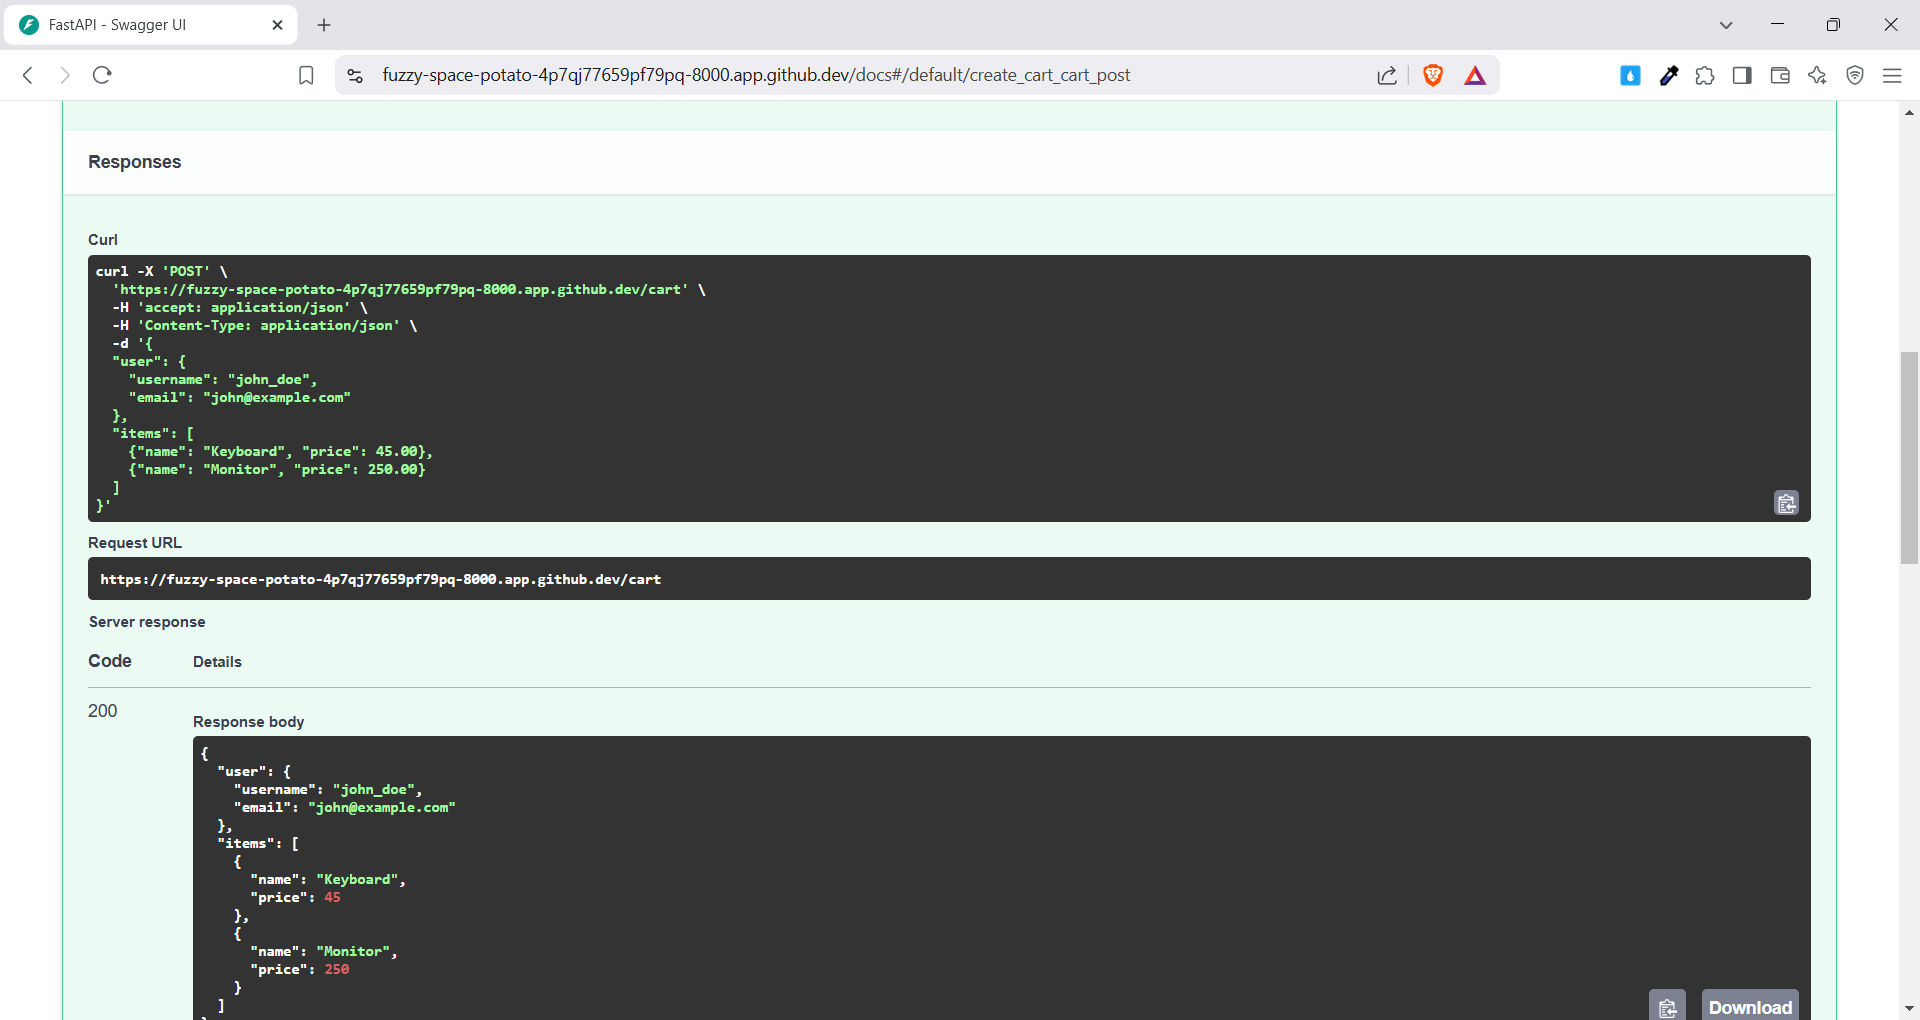 FastAPI - Swagger UI
fuzzy-space-potato-4p7qj77659pf79pq-8000.app.github.dev/docs#/default/create_cart_cart_post
Responses
Curl
curl -X 'POST' \
  'https://fuzzy-space-potato-4p7qj77659pf79pq-8000.app.github.dev/cart' \
  -H 'accept: application/json' \
  -H 'Content-Type: application/json' \
  -d '{
  "user": {
    "username": "john_doe",
    "email": "john@example.com"
  },
  "items": [
    {"name": "Keyboard", "price": 45.00},
    {"name": "Monitor", "price": 250.00}
  ]
}'
Request URL
https://fuzzy-space-potato-4p7qj77659pf79pq-8000.app.github.dev/cart
Server response
Code Details
200
Response body
{
  "user": {
    "username": "john_doe",
    "email": "john@example.com"
  },
  "items": [
    {
      "name": "Keyboard",
      "price": 45
    },
    {
      "name": "Monitor",
      "price": 250
    }
  ]
Download